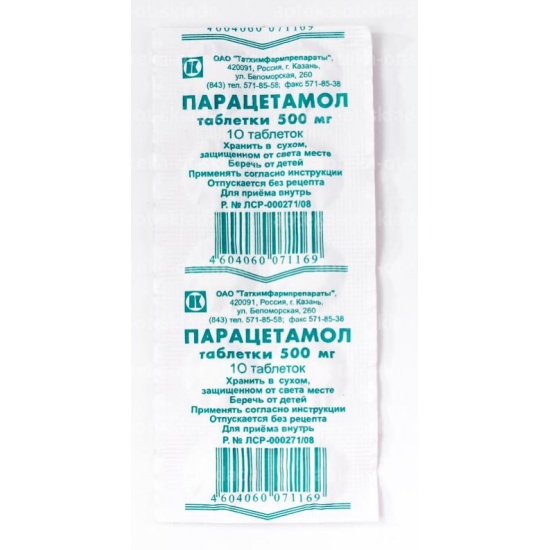 4604060071169
ОАО "Татхимфармпрепараты",
420091, Россия, г. Казань,
ул. Беломорская, 260
(843) тел. 571-85-58; факс 571-85-38
ПАРАЦЕТАМОЛ
таблетки 500 мг
10 таблеток
Хранить в сухом,
защищенном от света месте
Беречь от детей
Применять согласно инструкции
Отпускается без рецепта
Для приёма внутрь
Р. № ЛСР-000271/08
4604060071169
ОАО "Татхимфармпрепараты",
420091, Россия, г. Казань,
ул. Беломорская, 260
(843) тел. 571-85-58; факс 571-85-38
ПАРАЦЕТАМОЛ
таблетки 500 мг
10 таблеток
Хранить в сухом,
защищенном от света месте
Беречь от детей
Применять согласно инструкции
Отпускается без рецепта
Для приёма внутрь
Р. № ЛСР-000271/08
4604060071169